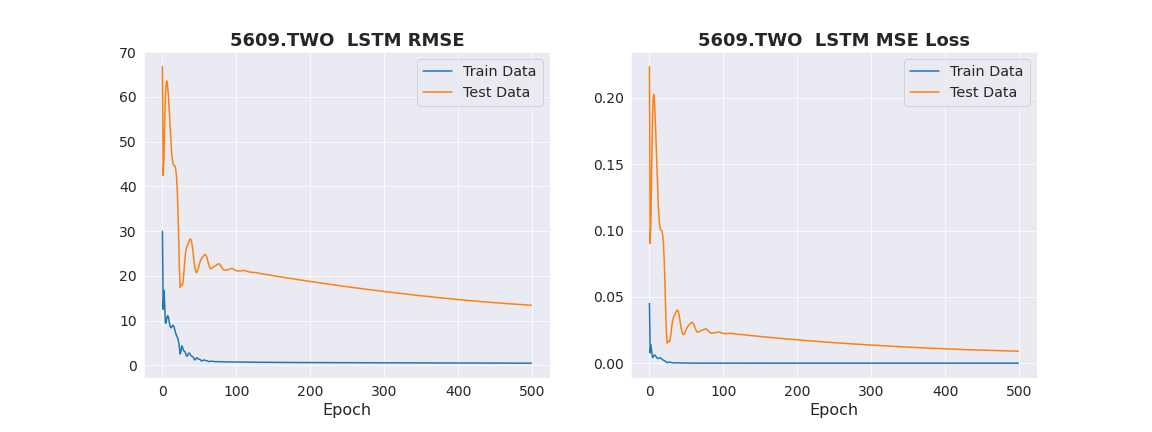 5609.TWO  LSTM RMSE
70
60
50
40
30
20
10
0
Train Data
Test Data
0 100 200 300 400 500
Epoch
5609.TWO  LSTM MSE Loss
0.20
0.15
0.10
0.05
0.00
Train Data
Test Data
0 100 200 300 400 500
Epoch